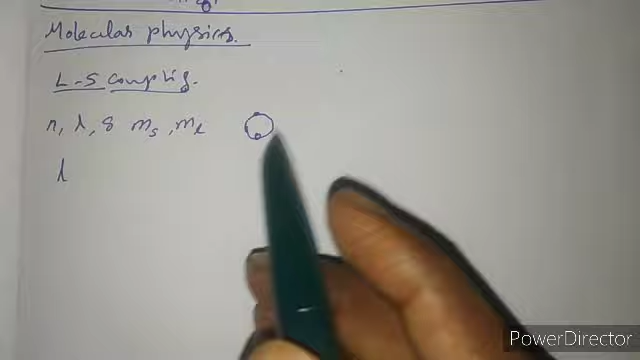 Molecular physics.
L-S Coupling.
n, l, s ms, ml
l
PowerDirector